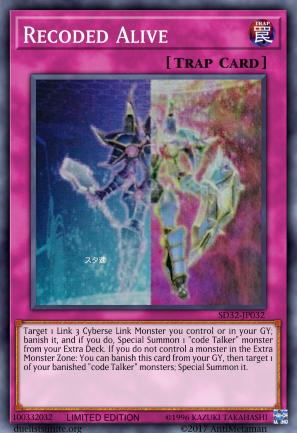 RECODED ALIVE
TRAP
罠
[TRAP CARD]
スタ速
SD32-JP032
Target 1 Link 3 Cyberse Link Monster you control or in your GY;
banish it, and if you do, Special Summon 1 "code Talker" monster
from your Extra Deck. If you do not control a monster in the Extra
Monster Zone: You can banish this card from your GY, then target 1
of your banished "code Talker" monsters; Special Summon it.
100332032 LIMITED EDITION ©1996 KAZUKI TAKAHASHI
©2017 AntiMetaman